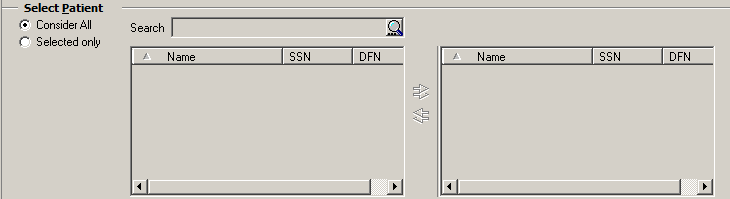 Select Patient
Consider All
Search
Selected only
Name SSN DFN Name SSN DFN